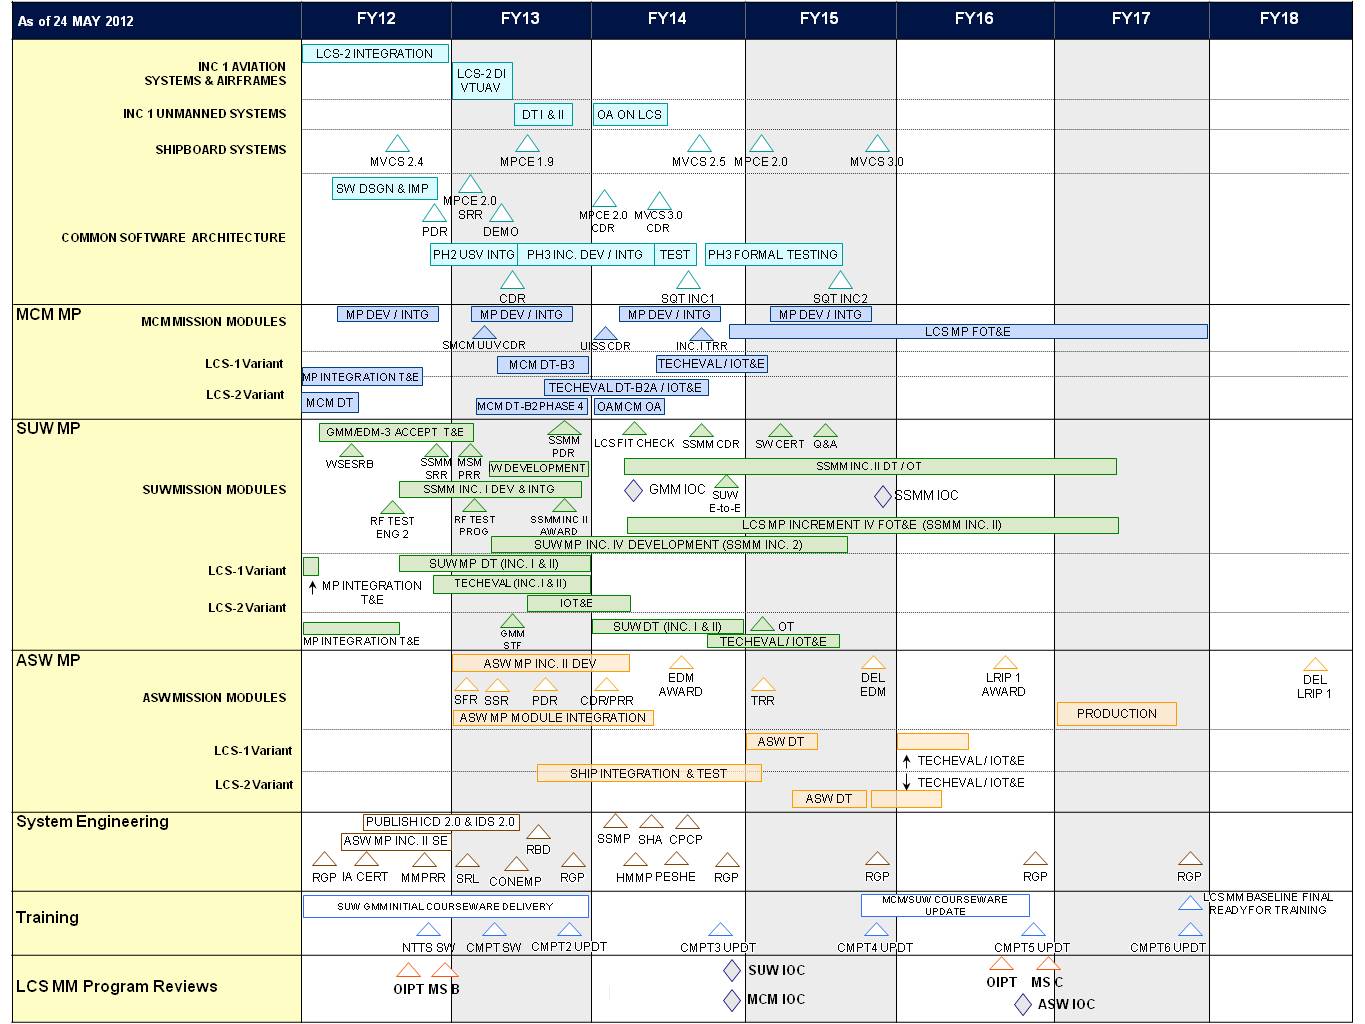 As of 24 MAY 2012
FY12
FY13
FY14
FY15
FY16
FY17
FY18
INC 1 AVIATION
SYSTEMS & AIRFRAMES
LCS-2 INTEGRATION
LCS-2 DI
VTUAV
INC 1 UNMANNED SYSTEMS
DTI & II
OA ON LCS
SHIPBOARD SYSTEMS
MVCS 2.4
MPCE 1.9
MVCS 2.5
MPCE 2.0
MVCS 3.0
COMMON SOFTWARE ARCHITECTURE
SW DSGN & IMP
MPCE 2.0
SRR
PDR
DEMO
MPCE 2.0
CDR
MVCS 3.0
CDR
PH2 USV INTG
PH3 INC. DEV / INTG
TEST
PH3 FORMAL TESTING
CDR
SQT INC1
SQT INC2
MCM MP
MCM MISSION MODULES
MP DEV / INTG
MP DEV / INTG
MP DEV / INTG
MP DEV / INTG
SMCM UUV CDR
UISS CDR
INC. I TRR
LCS MP FOT&E
LCS-1 Variant
MCM DT-B3
TECHEVAL / IOT&E
MP INTEGRATION T&E
LCS-2 Variant
TECHEVAL DT-B2A / IOT&E
MCM DT
MCM DT-B2 PHASE 4
OAMCM OA
SUW MP
GMM/EDM-3 ACCEPT T&E
SSMM
PDR
LCS FIT CHECK
SSMM CDR
SW CERT
Q&A
WSESRB
SSMM
SRR
MSM
PRR
W DEVELOPMENT
SSMM INC. II DT / OT
SUW MISSION MODULES
SSMM INC. I DEV & INTG
GMM IOC
SUW
E-to-E
SSMM IOC
RF TEST
ENG 2
RF TEST
PROG
SSMM INC II
AWARD
LCS MP INCREMENT IV FOT&E (SSMM INC. II)
SUW MP INC. IV DEVELOPMENT (SSMM INC. 2)
LCS-1 Variant
MP INTEGRATION
T&E
SUW MP DT (INC. I & II)
TECHEVAL (INC. I & II)
IOT&E
LCS-2 Variant
MP INTEGRATION T&E
GMM
STF
SUW DT (INC. I & II)
OT
TECHEVAL / IOT&E
ASW MP
ASW MP INC. II DEV
EDM
AWARD
DEL
EDM
LRIP 1
AWARD
DEL
LRIP 1
ASW MISSION MODULES
SFR
SSR
PDR
CDR/PRR
TRR
ASW MP MODULE INTEGRATION
PRODUCTION
LCS-1 Variant
ASW DT
TECHEVAL / IOT&E
LCS-2 Variant
SHIP INTEGRATION & TEST
TECHEVAL / IOT&E
ASW DT
System Engineering
PUBLISH ICD 2.0 & IDS 2.0
ASW MP INC. II SE
RBD
SSMP
SHA
CPCP
RGP
IA CERT
MMPRR
SRL
CONEMP
RGP
HMMP
PESHE
RGP
RGP
RGP
RGP
Training
SUW GMM INITIAL COURSEWARE DELIVERY
MCM/SUW COURSEWARE
UPDATE
LCS MM BASELINE FINAL
READY FOR TRAINING
NTTS SW
CMPT SW
CMPT2 UPDT
CMPT3 UPDT
CMPT4 UPDT
CMPT5 UPDT
CMPT6 UPDT
LCS MM Program Reviews
OIPT
MS B
SUW IOC
MCM IOC
OIPT
MS C
ASW IOC